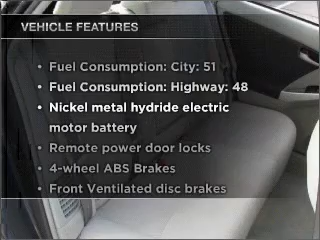 VEHICLE FEATURES
• Fuel Consumption: City: 51
• Fuel Consumption: Highway: 48
• Nickel metal hydride electric
motor battery
• Remote power door locks
• 4-wheel ABS Brakes
• Front Ventilated disc brakes